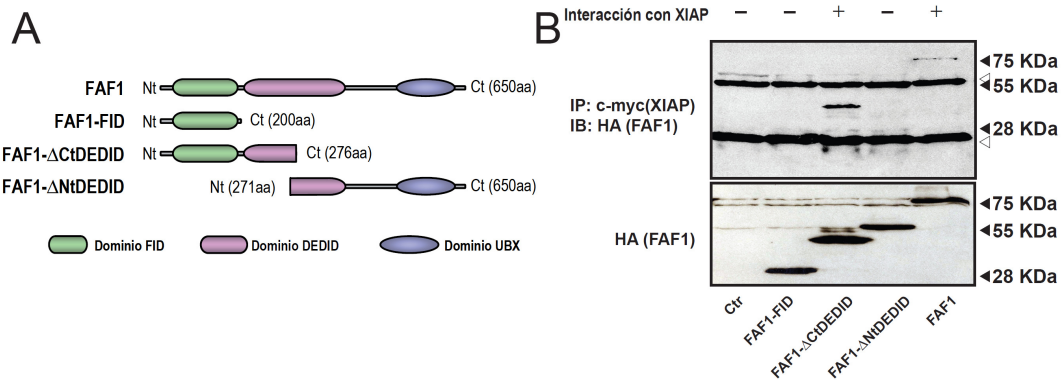 A
FAF1 Nt Ct (650aa)
FAF1-FID Nt Ct (200aa)
FAF1-ΔCtDEDID Nt Ct (276aa)
FAF1-ΔNtDEDID Nt (271aa) Ct (650aa)
Dominio FID Dominio DEDID Dominio UBX
B
Interacción con XIAP – – + – +
IP: c-myc(XIAP)
IB: HA (FAF1)
75 KDa
55 KDa
28 KDa
HA (FAF1)
75 KDa
55 KDa
28 KDa
Ctr
FAF1-FID
FAF1-ΔCtDEDID
FAF1-ΔNtDEDID
FAF1